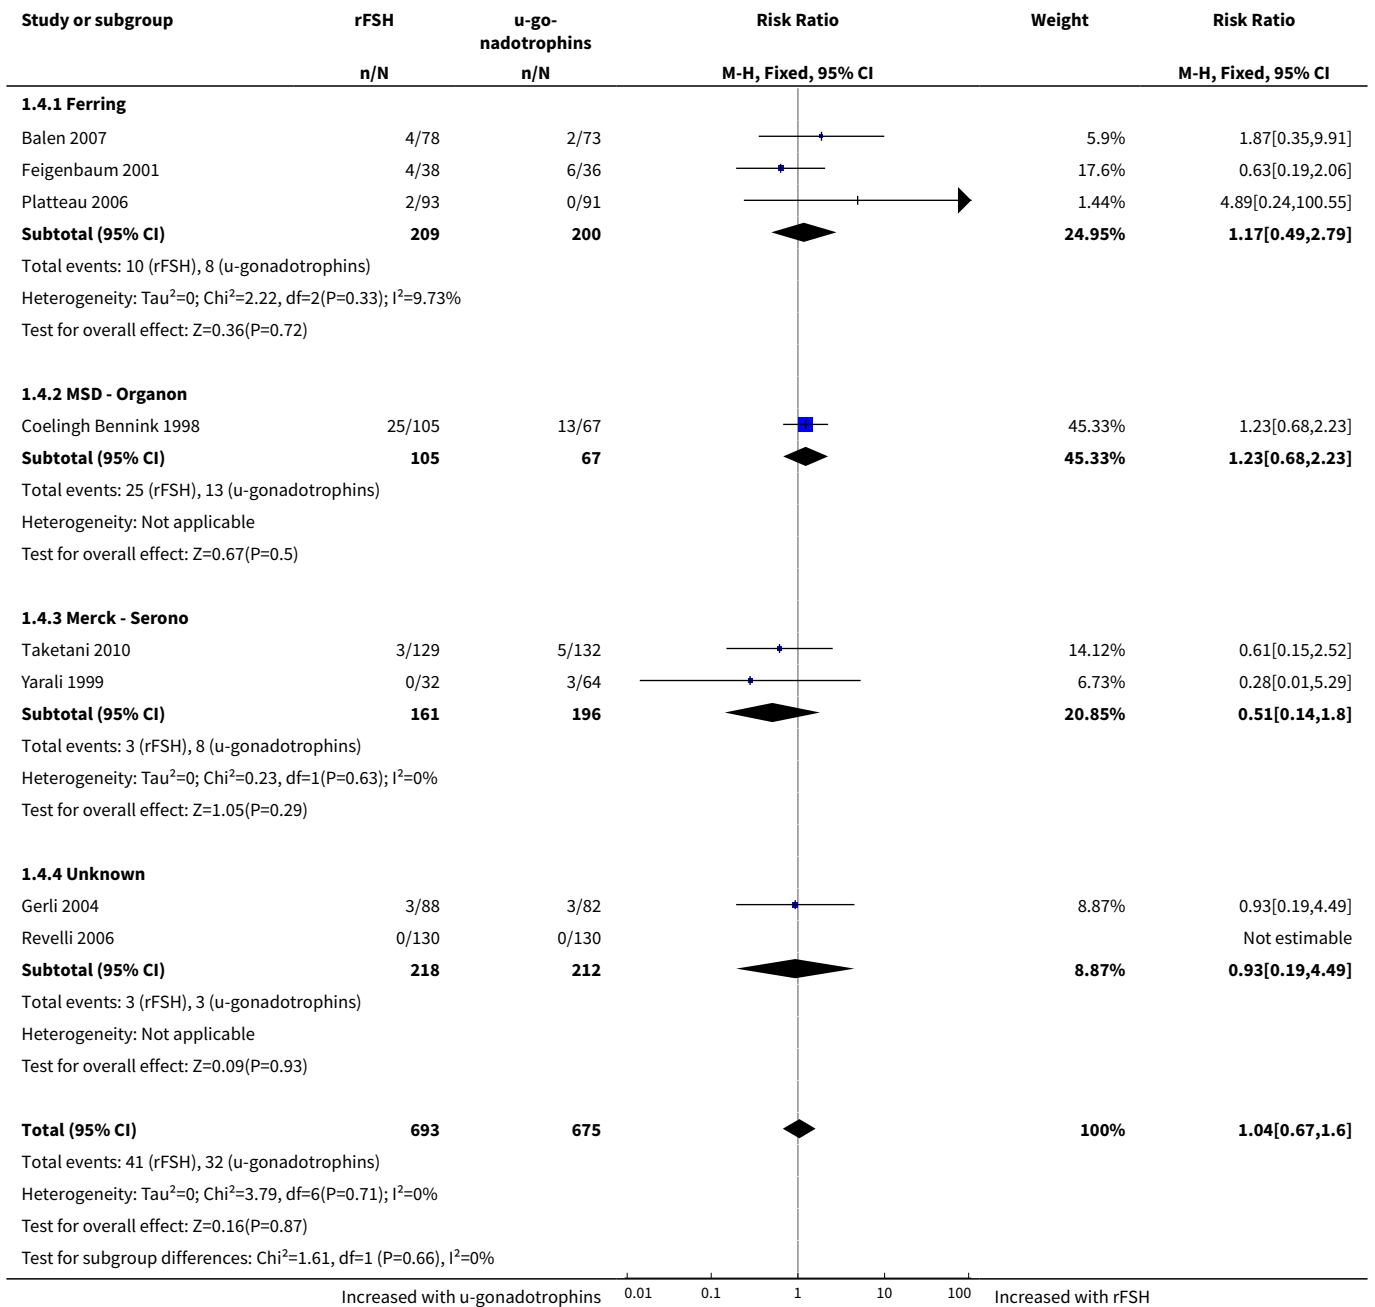 Study or subgroup rFSH u-go- Risk Ratio Weight Risk Ratio
nadotrophins
n/N n/N M-H, Fixed, 95% CI M-H, Fixed, 95% CI
1.4.1 Ferring
Balen 2007 4/78 2/73 5.9% 1.87[0.35,9.91]
Feigenbaum 2001 4/38 6/36 17.6% 0.63[0.19,2.06]
Platteau 2006 2/93 0/91 1.44% 4.89[0.24,100.55]
Subtotal (95% CI) 209 200 24.95% 1.17[0.49,2.79]
Total events: 10 (rFSH), 8 (u-gonadotrophins)
Heterogeneity: Tau²=0; Chi²=2.22, df=2(P=0.33); I²=9.73%
Test for overall effect: Z=0.36(P=0.72)
1.4.2 MSD - Organon
Coelingh Bennink 1998 25/105 13/67 45.33% 1.23[0.68,2.23]
Subtotal (95% CI) 105 67 45.33% 1.23[0.68,2.23]
Total events: 25 (rFSH), 13 (u-gonadotrophins)
Heterogeneity: Not applicable
Test for overall effect: Z=0.67(P=0.5)
1.4.3 Merck - Serono
Taketani 2010 3/129 5/132 14.12% 0.61[0.15,2.52]
Yarali 1999 0/32 3/64 6.73% 0.28[0.01,5.29]
Subtotal (95% CI) 161 196 20.85% 0.51[0.14,1.8]
Total events: 3 (rFSH), 8 (u-gonadotrophins)
Heterogeneity: Tau²=0; Chi²=0.23, df=1(P=0.63); I²=0%
Test for overall effect: Z=1.05(P=0.29)
1.4.4 Unknown
Gerli 2004 3/88 3/82 8.87% 0.93[0.19,4.49]
Revelli 2006 0/130 0/130 Not estimable
Subtotal (95% CI) 218 212 8.87% 0.93[0.19,4.49]
Total events: 3 (rFSH), 3 (u-gonadotrophins)
Heterogeneity: Not applicable
Test for overall effect: Z=0.09(P=0.93)
Total (95% CI) 693 675 100% 1.04[0.67,1.6]
Total events: 41 (rFSH), 32 (u-gonadotrophins)
Heterogeneity: Tau²=0; Chi²=3.79, df=6(P=0.71); I²=0%
Test for overall effect: Z=0.16(P=0.87)
Test for subgroup differences: Chi²=1.61, df=1 (P=0.66), I²=0%
Increased with u-gonadotrophins 0.01 0.1 1 10 100 Increased with rFSH